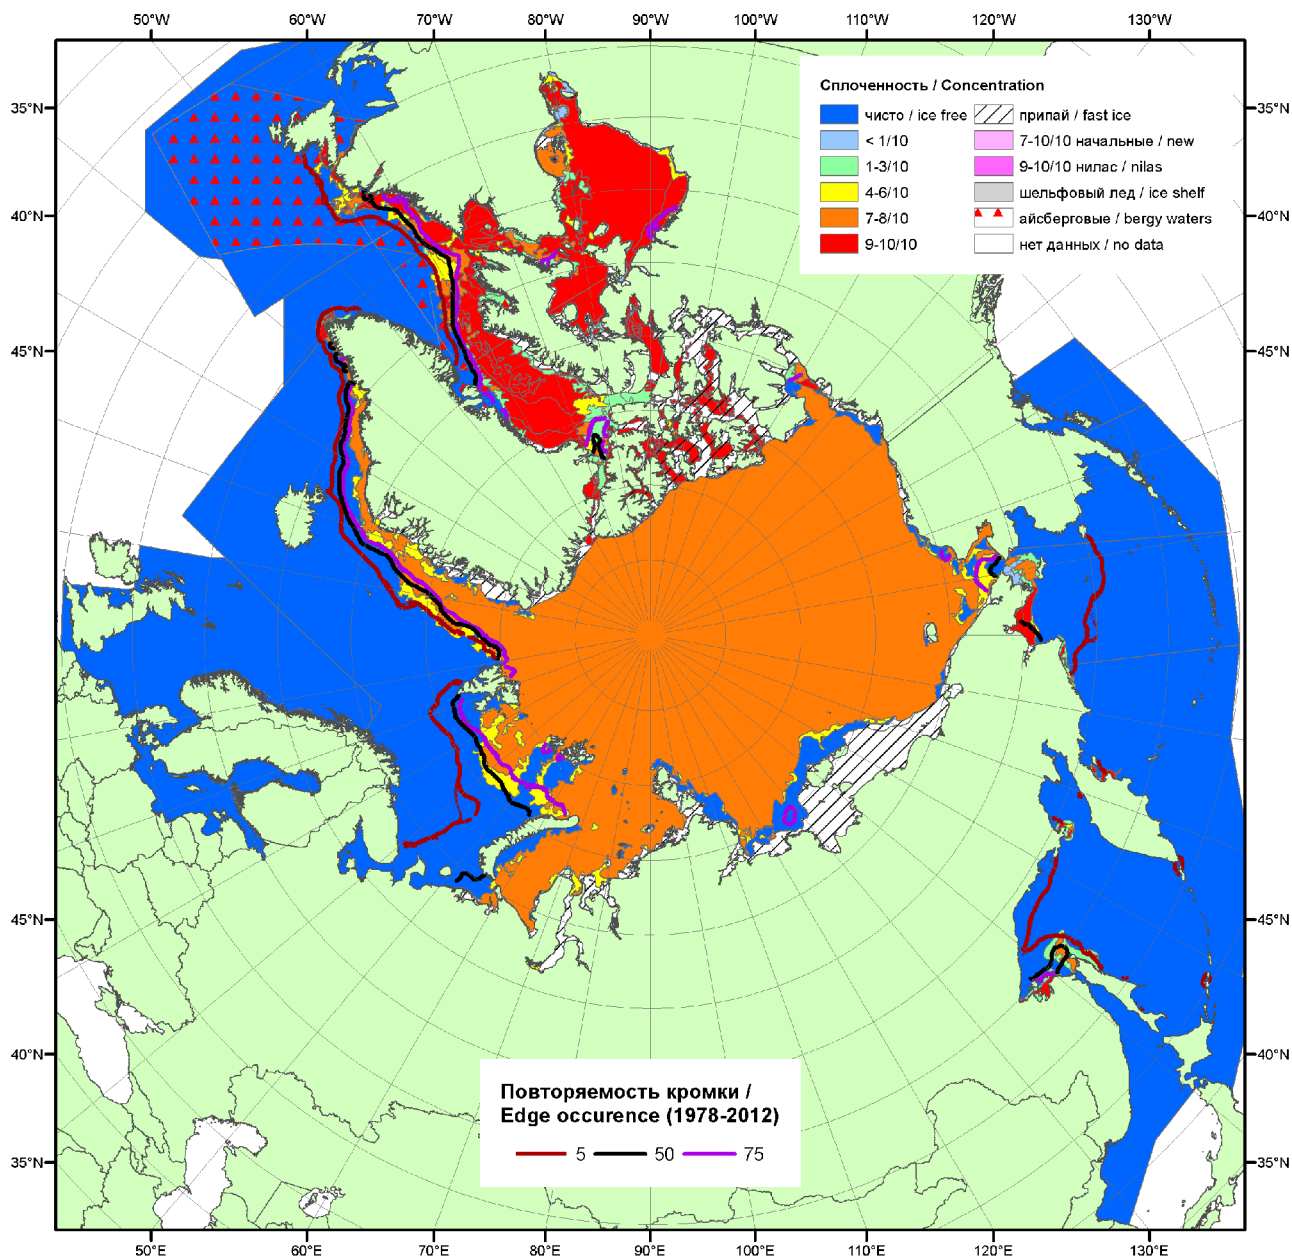 50°W 60°W 70°W 80°W 90°W 100°W 110°W 120°W 130°W
35°N 35°N
40°N 40°N
45°N 45°N
Сплоченность / Concentration
чисто / ice free
< 1/10
1-3/10
4-6/10
7-8/10
9-10/10
припай / fast ice
7-10/10 начальные / new
9-10/10 нилас / nilas
шельфовый лед / ice shelf
айсберговые / bergy waters
нет данных / no data
45°N 45°N
40°N 40°N
35°N 35°N
Повторяемость кромки /
Edge occurence (1978-2012)
5 50 75
50°E 60°E 70°E 80°E 90°E 100°E 110°E 120°E 130°E